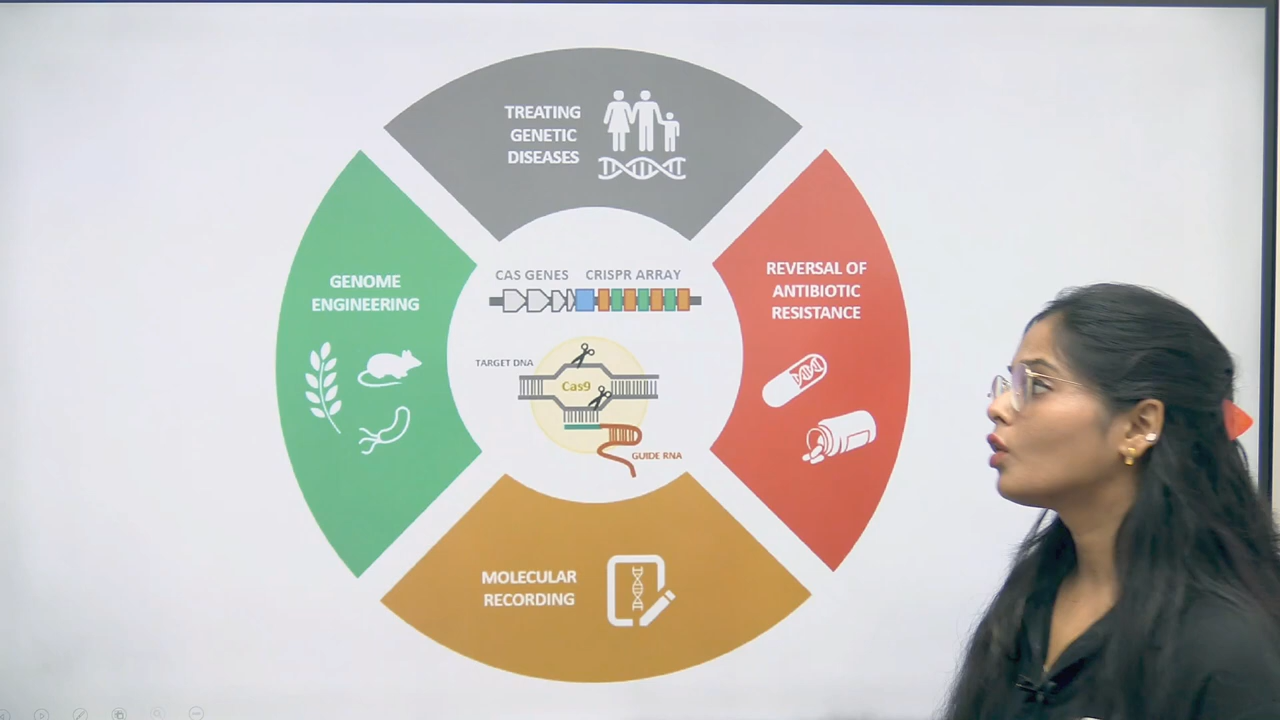 TREATING
GENETIC
DISEASES
GENOME
ENGINEERING
CAS GENES CRISPR ARRAY
TARGET DNA
Cas9
GUIDE RNA
REVERSAL OF
ANTIBIOTIC
RESISTANCE
MOLECULAR
RECORDING